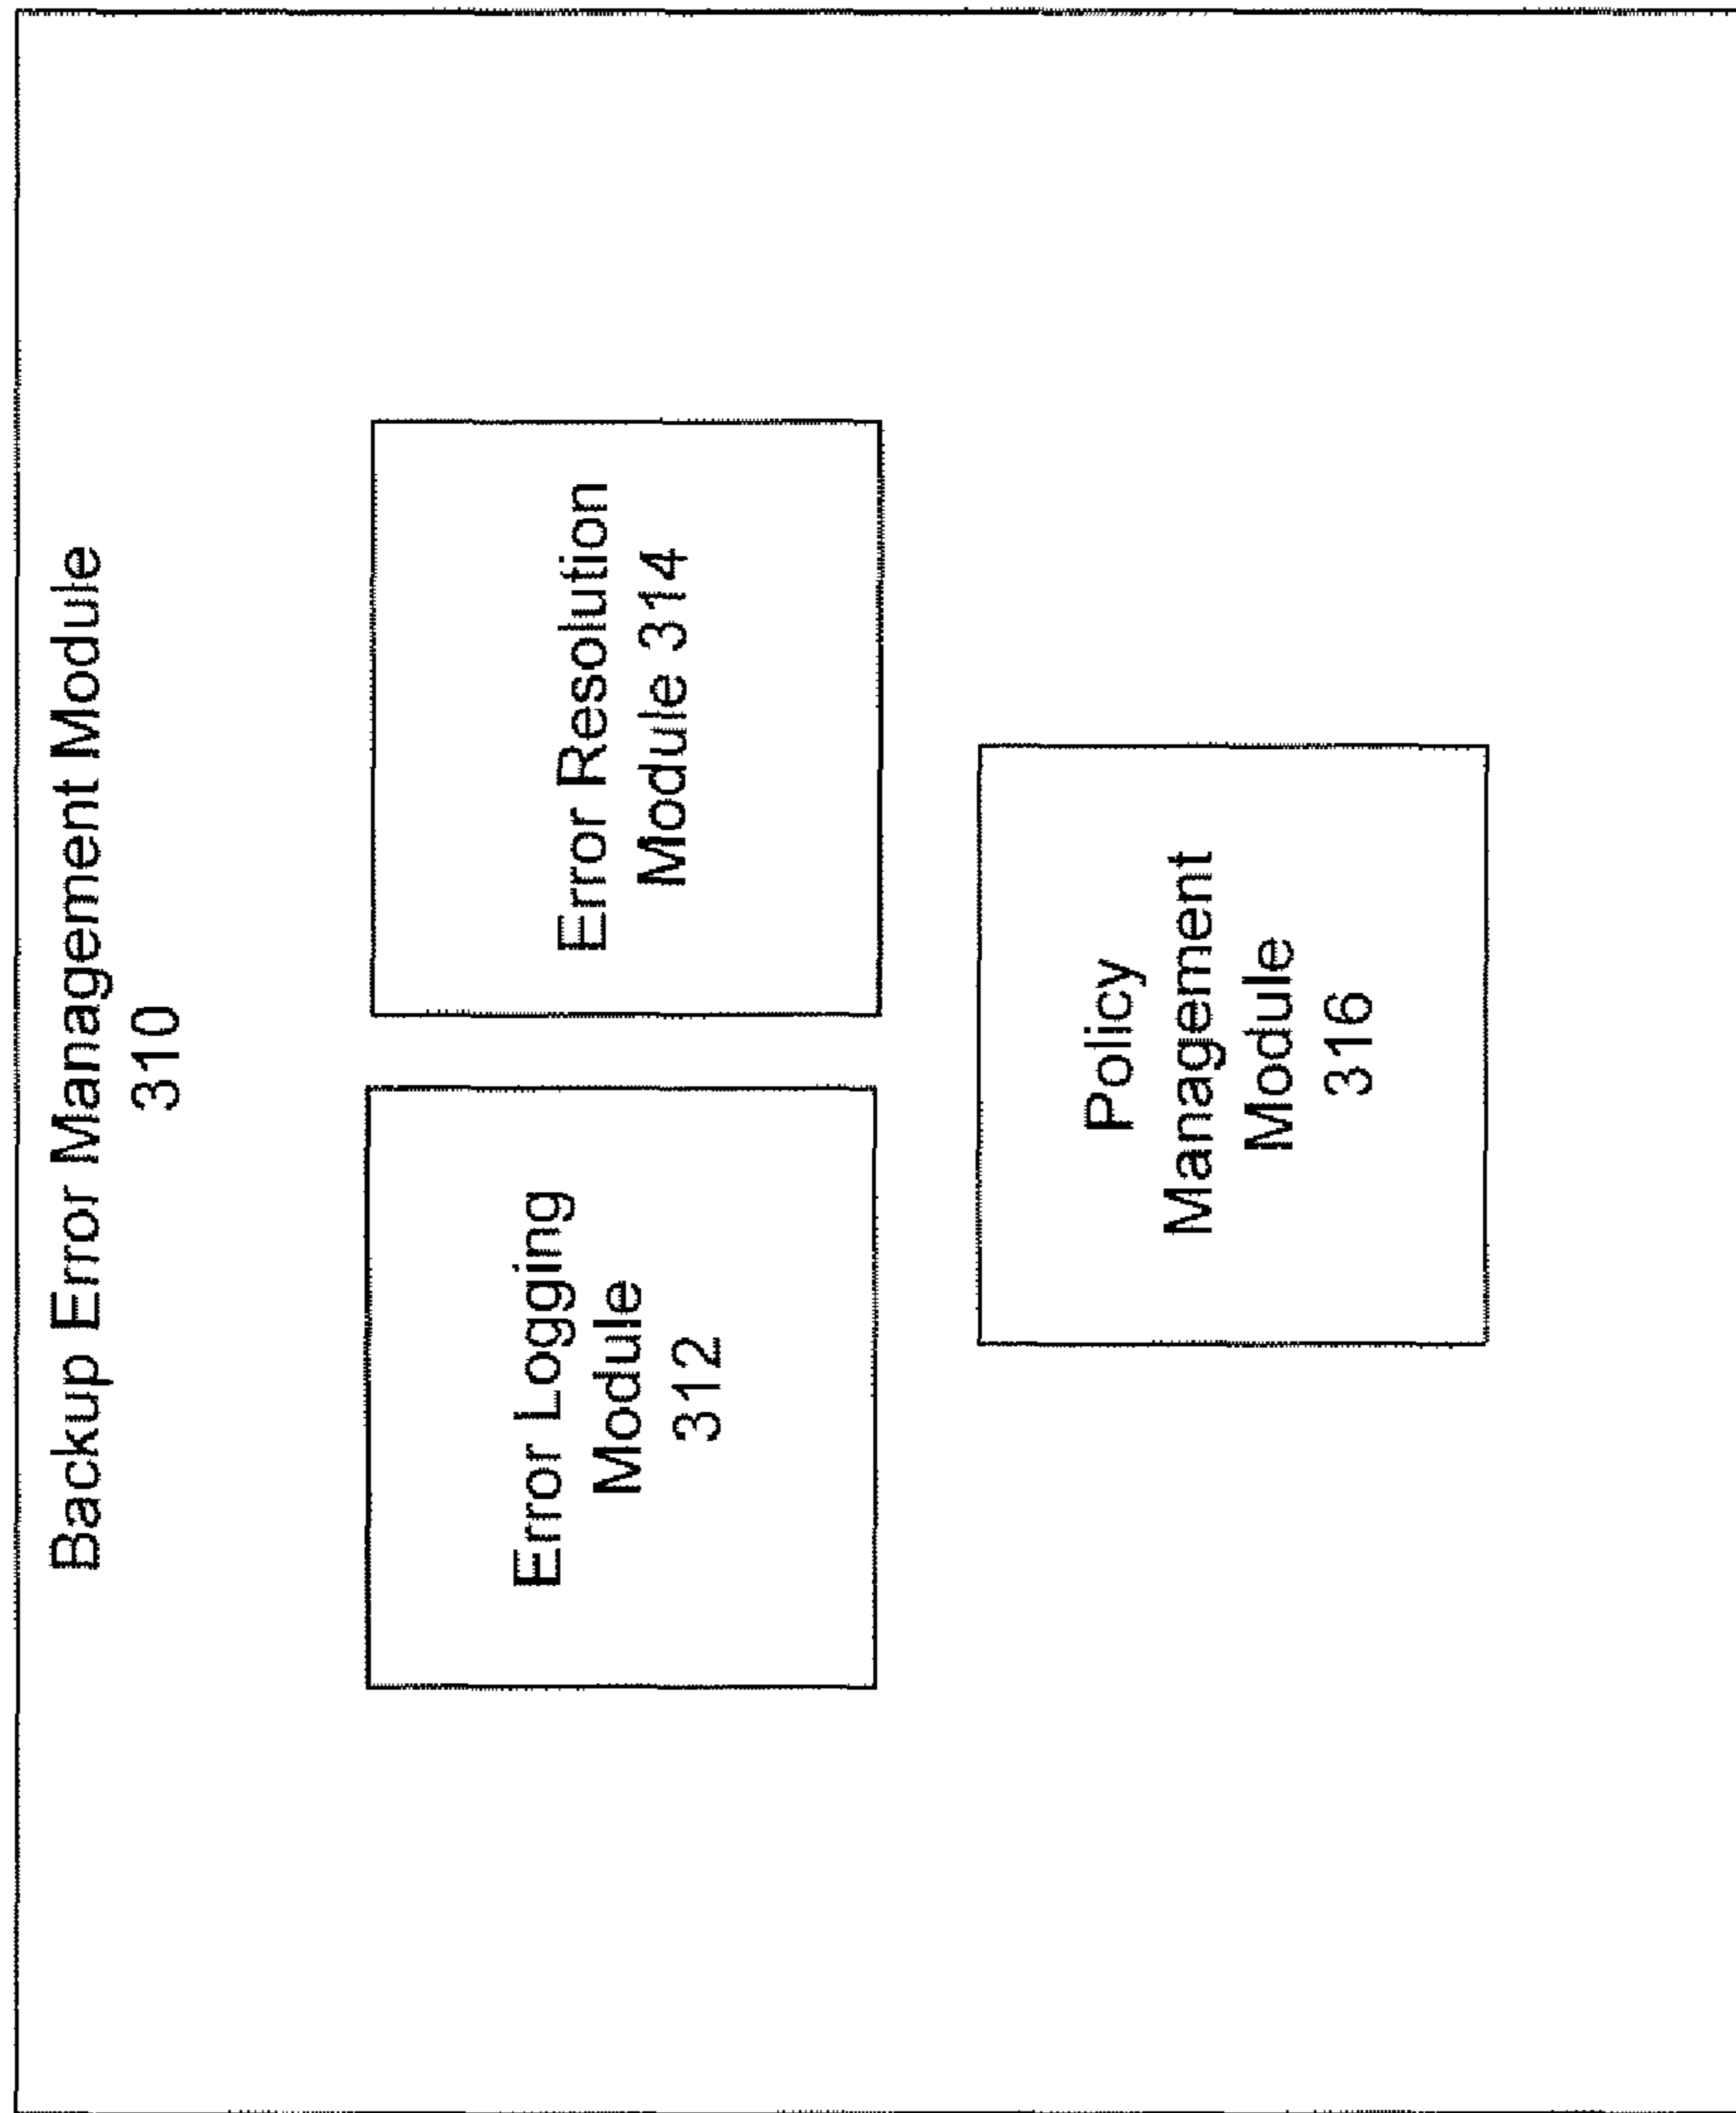 Backup Error Management Module
310
Error Logging
Module
312
Error Resolution
Module 314
Policy
Management
Module
316